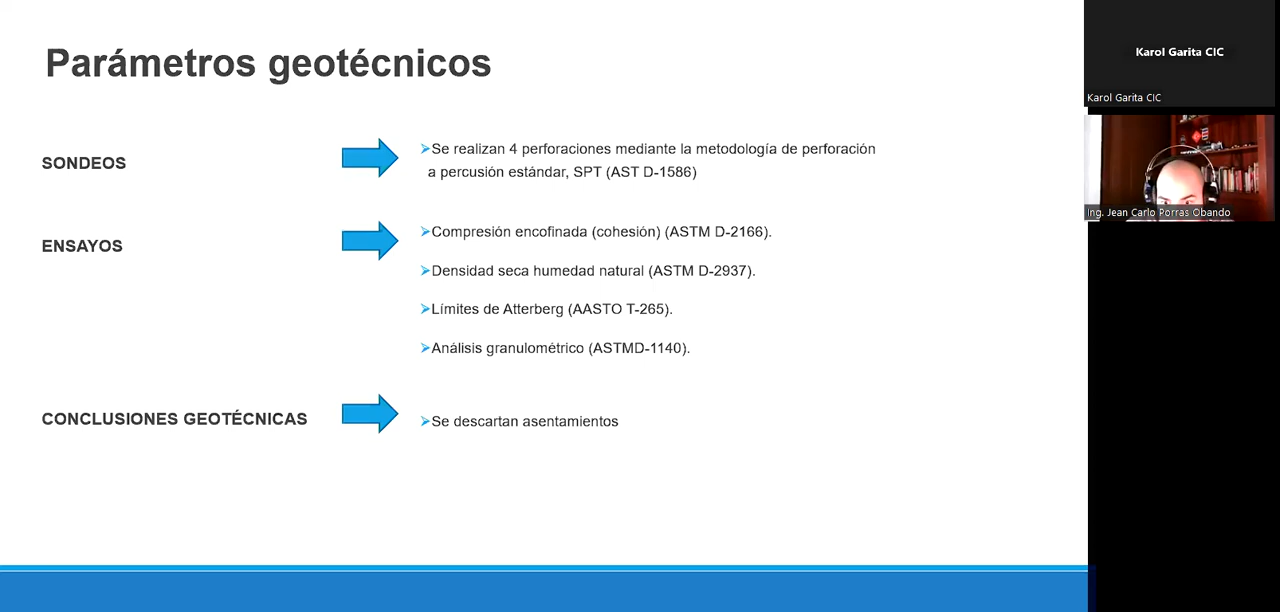 Parámetros geotécnicos
SONDEOS
➢Se realizan 4 perforaciones mediante la metodología de perforación
a percusión estándar, SPT (AST D-1586)
ENSAYOS
➢Compresión encofinada (cohesión) (ASTM D-2166).
➢Densidad seca humedad natural (ASTM D-2937).
➢Límites de Atterberg (AASTO T-265).
➢Análisis granulométrico (ASTMD-1140).
CONCLUSIONES GEOTÉCNICAS
➢Se descartan asentamientos
Karol Garita CIC
Karol Garita CIC
Ing. Jean Carlo Porras Obando